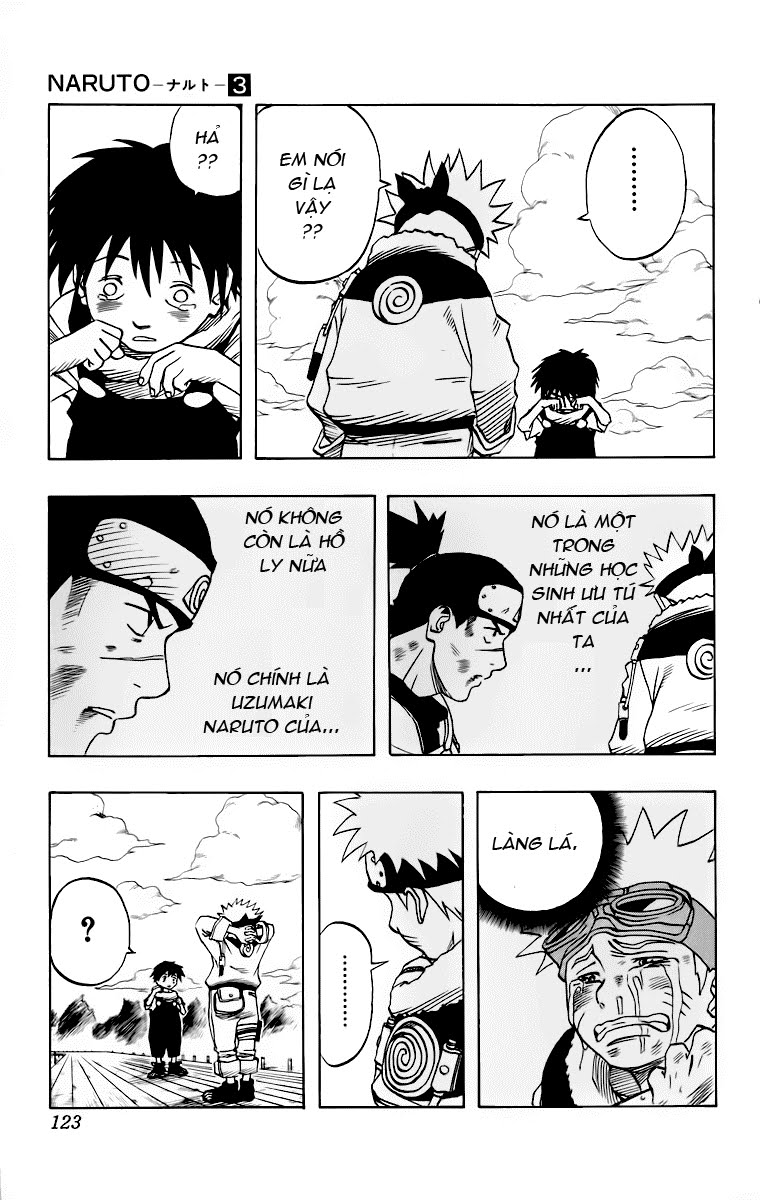 NARUTO–ナルト–3
.........
EM NÓI
GÌ LẠ
VẬY
??
HẢ
??
NÓ LÀ MỘT
TRONG
NHỮNG HỌC
SINH ƯU TÚ
NHẤT CỦA
TA
...
NÓ KHÔNG
CÒN LÀ HỒ
LY NỮA
NÓ CHÍNH LÀ
UZUMAKI
NARUTO CỦA...
LÀNG LÁ,
.........
?
123